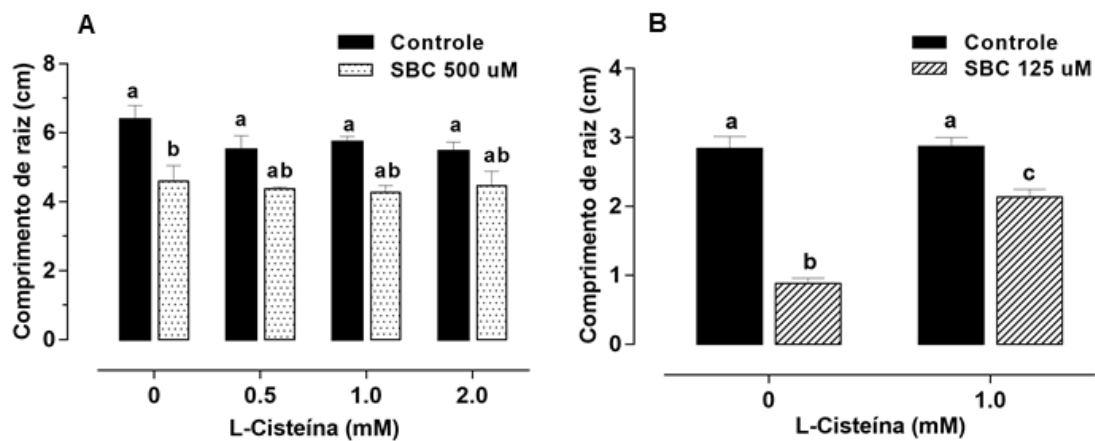 A
Controle
SBC 500 uM
Comprimento de raiz (cm)
8
6
4
2
0
a
b
a
ab
a
ab
a
ab
0
0.5
1.0
2.0
L-Cisteína (mM)
B
Controle
SBC 125 uM
Comprimento de raiz (cm)
4
3
2
1
0
a
b
a
c
0
1.0
L-Cisteína (mM)